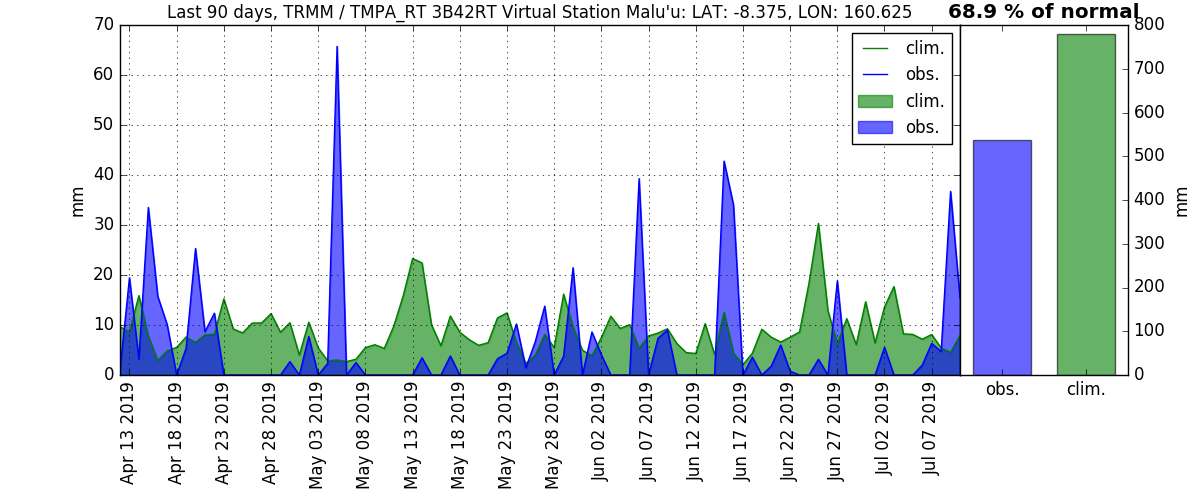 Last 90 days, TRMM / TMPA_RT 3B42RT Virtual Station Malu'u: LAT: -8.375, LON: 160.625
68.9 % of normal
70
60
50
40
30
20
10
0
mm
clim.
obs.
clim.
obs.
800
700
600
500
400
300
200
100
0
mm
obs.
clim.
Apr 13 2019
Apr 18 2019
Apr 23 2019
Apr 28 2019
May 03 2019
May 08 2019
May 13 2019
May 18 2019
May 23 2019
May 28 2019
Jun 02 2019
Jun 07 2019
Jun 12 2019
Jun 17 2019
Jun 22 2019
Jun 27 2019
Jul 02 2019
Jul 07 2019